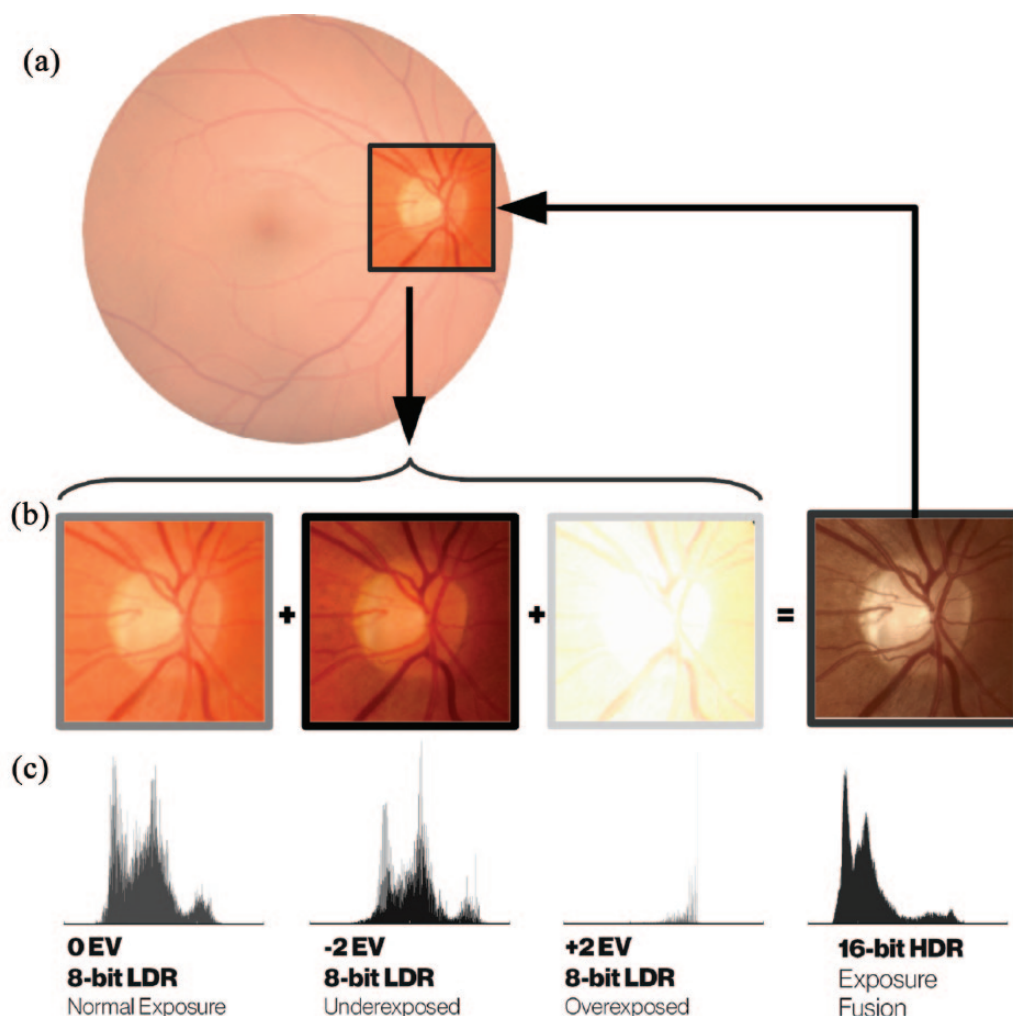 (a)
(b)
+ + =
(c)
0 EV
8-bit LDR
Normal Exposure
-2 EV
8-bit LDR
Underexposed
+2 EV
8-bit LDR
Overexposed
16-bit HDR
Exposure
Fusion